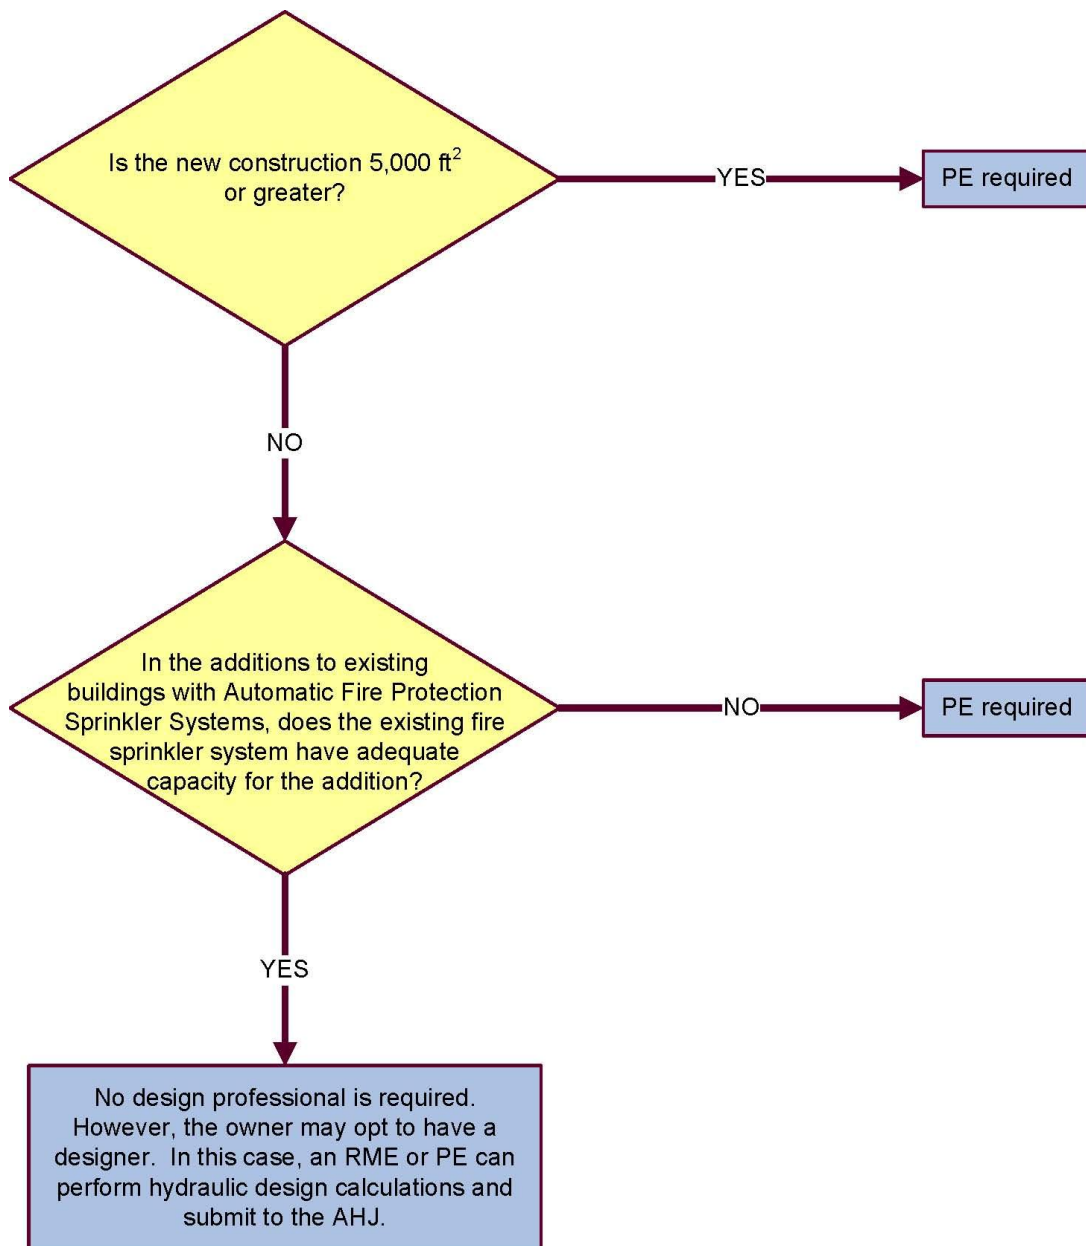 Is the new construction 5,000 ft²
or greater?
YES
PE required
NO
In the additions to existing
buildings with Automatic Fire Protection
Sprinkler Systems, does the existing fire
sprinkler system have adequate
capacity for the addition?
NO
PE required
YES
No design professional is required.
However, the owner may opt to have a
designer.  In this case, an RME or PE can
perform hydraulic design calculations and
submit to the AHJ.